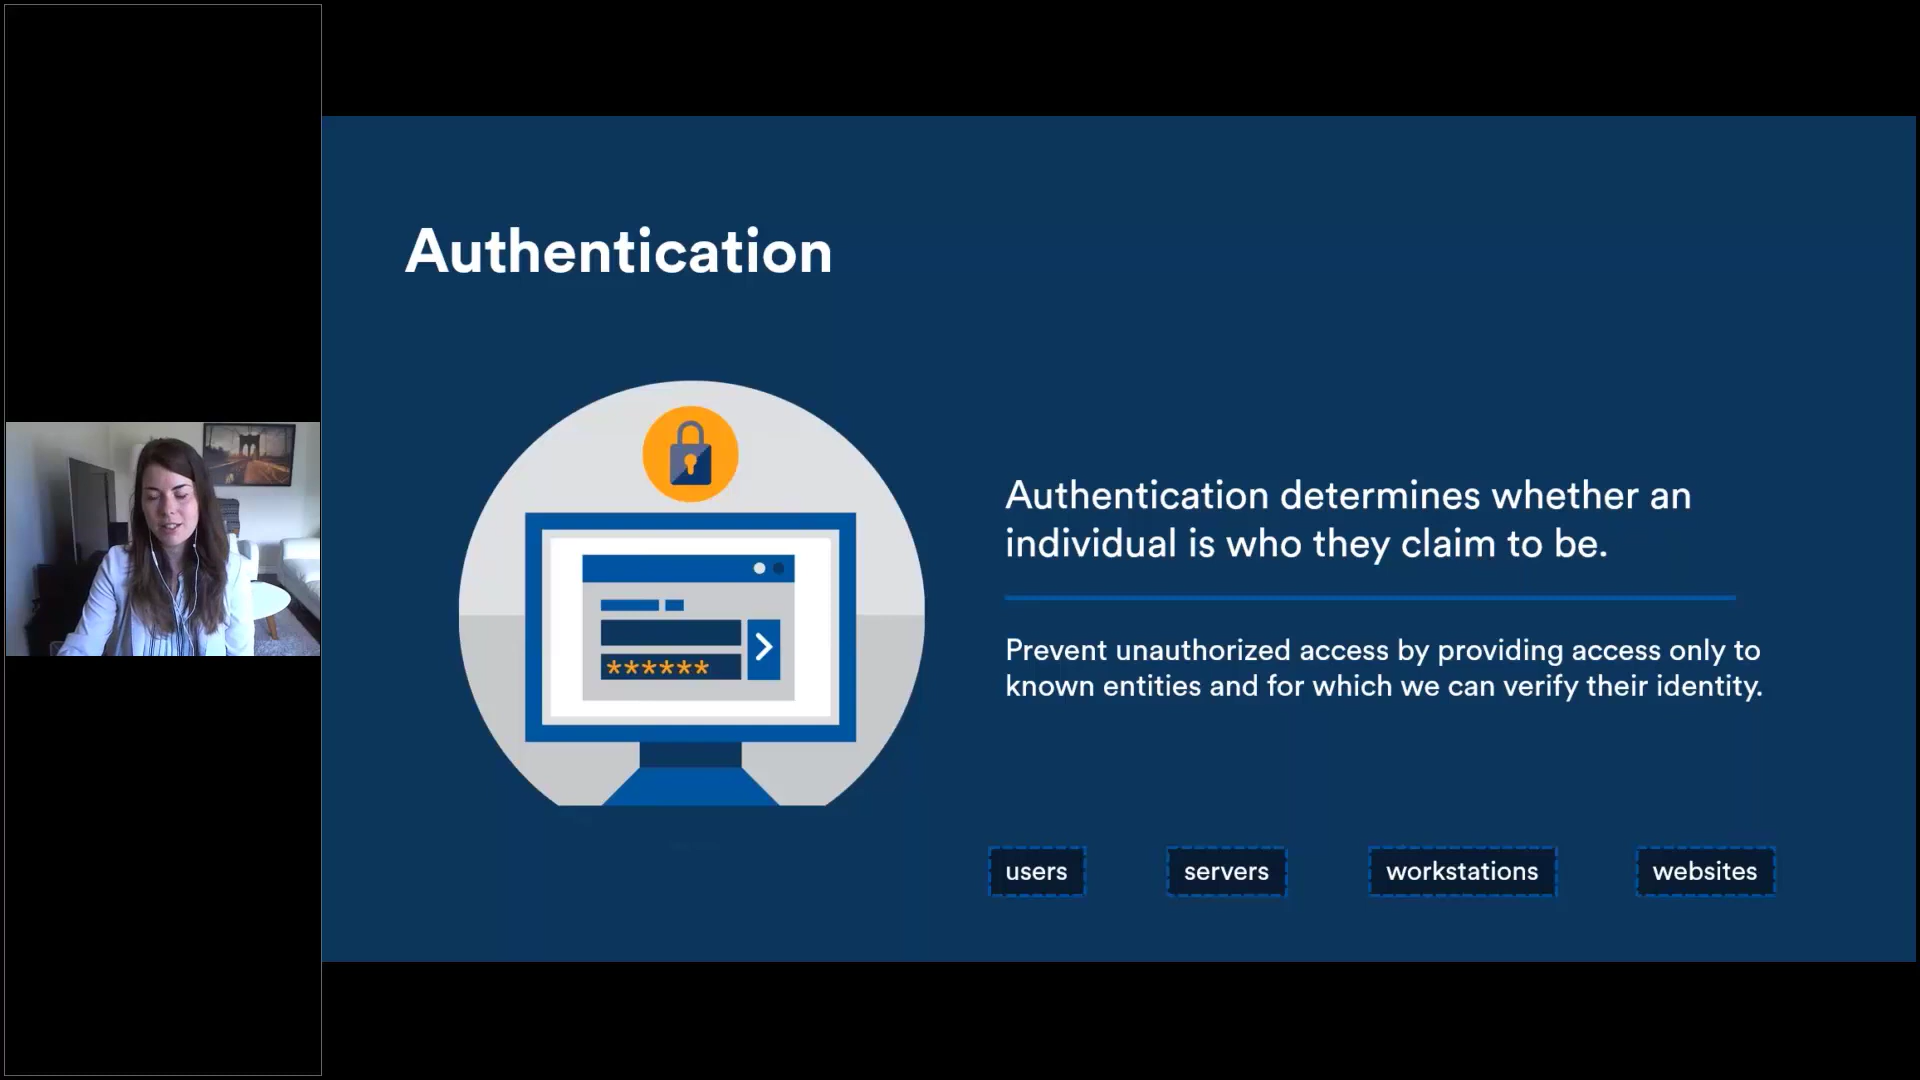 Authentication
******
Authentication determines whether an
individual is who they claim to be.
Prevent unauthorized access by providing access only to
known entities and for which we can verify their identity.
users servers workstations websites